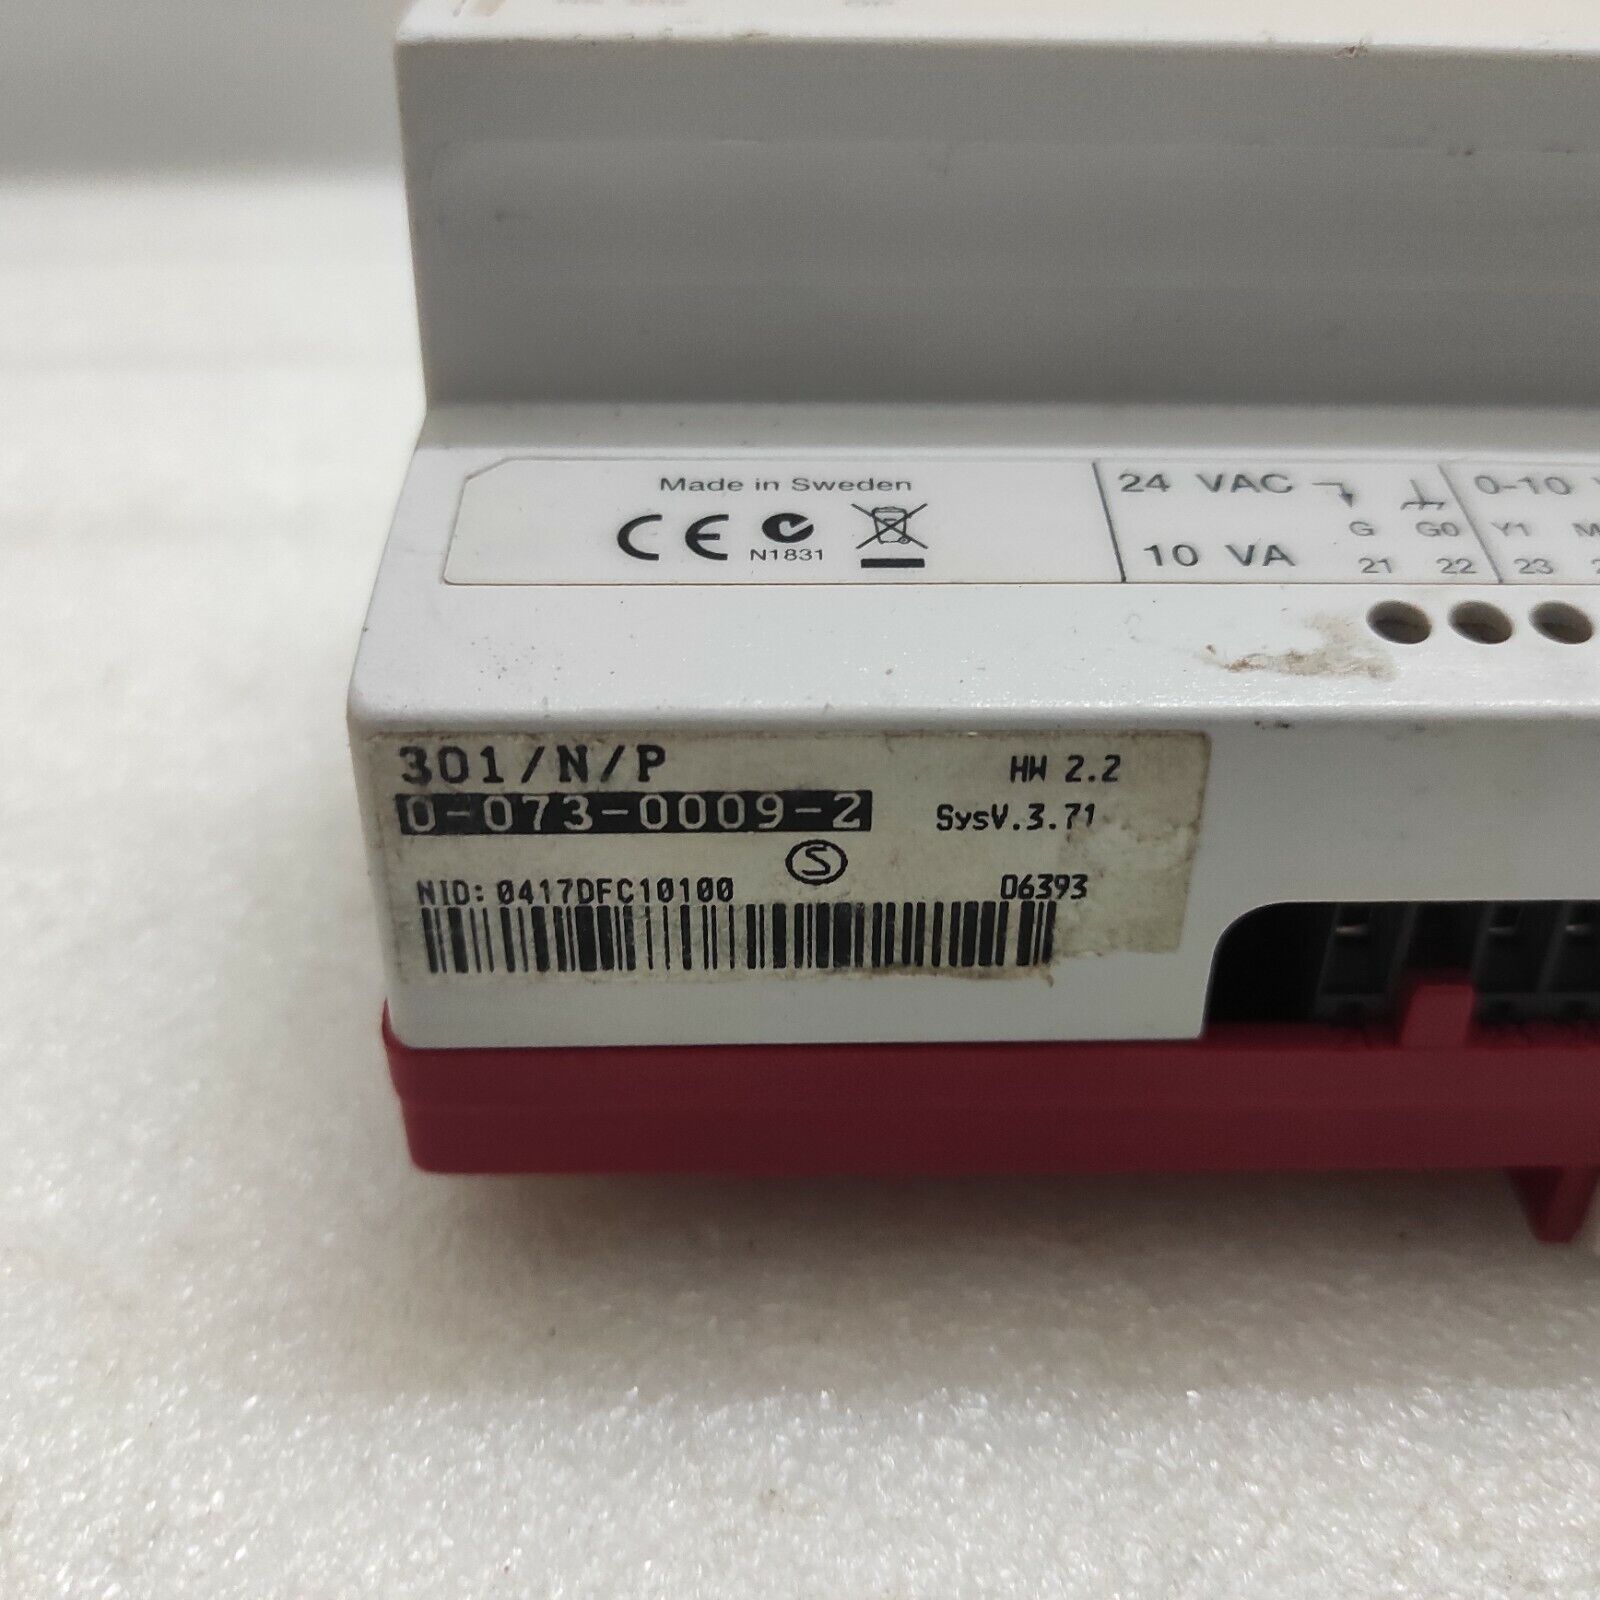 Made in Sweden
CE N1831
24 VAC
G G0
10 VA 21 22
0-10
Y1
23
301/N/P HW 2.2
0-073-0009-2 SysV.3.71
S
NID: 0417DFC10100 06393